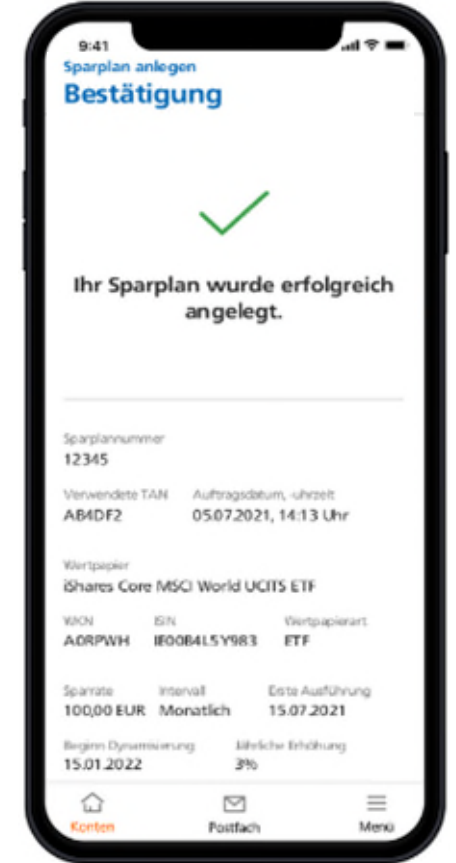 9:41
Sparplan anlegen
Bestätigung
Ihr Sparplan wurde erfolgreich
angelegt.
Sparplannummer
12345
Verwendete TAN Auftragsdatum, -uhrzeit
AB4DF2 05.07.2021, 14:13 Uhr
Wertpapier
iShares Core MSCI World UCITS ETF
WKN ISIN Wertpapierart
A0RPWH IE00B4L5Y983 ETF
Sparrate Intervall Erste Ausführung
100,00 EUR Monatlich 15.07.2021
Beginn Dynamisierung Jährliche Erhöhung
15.01.2022 3%
Konten Postfach Menü